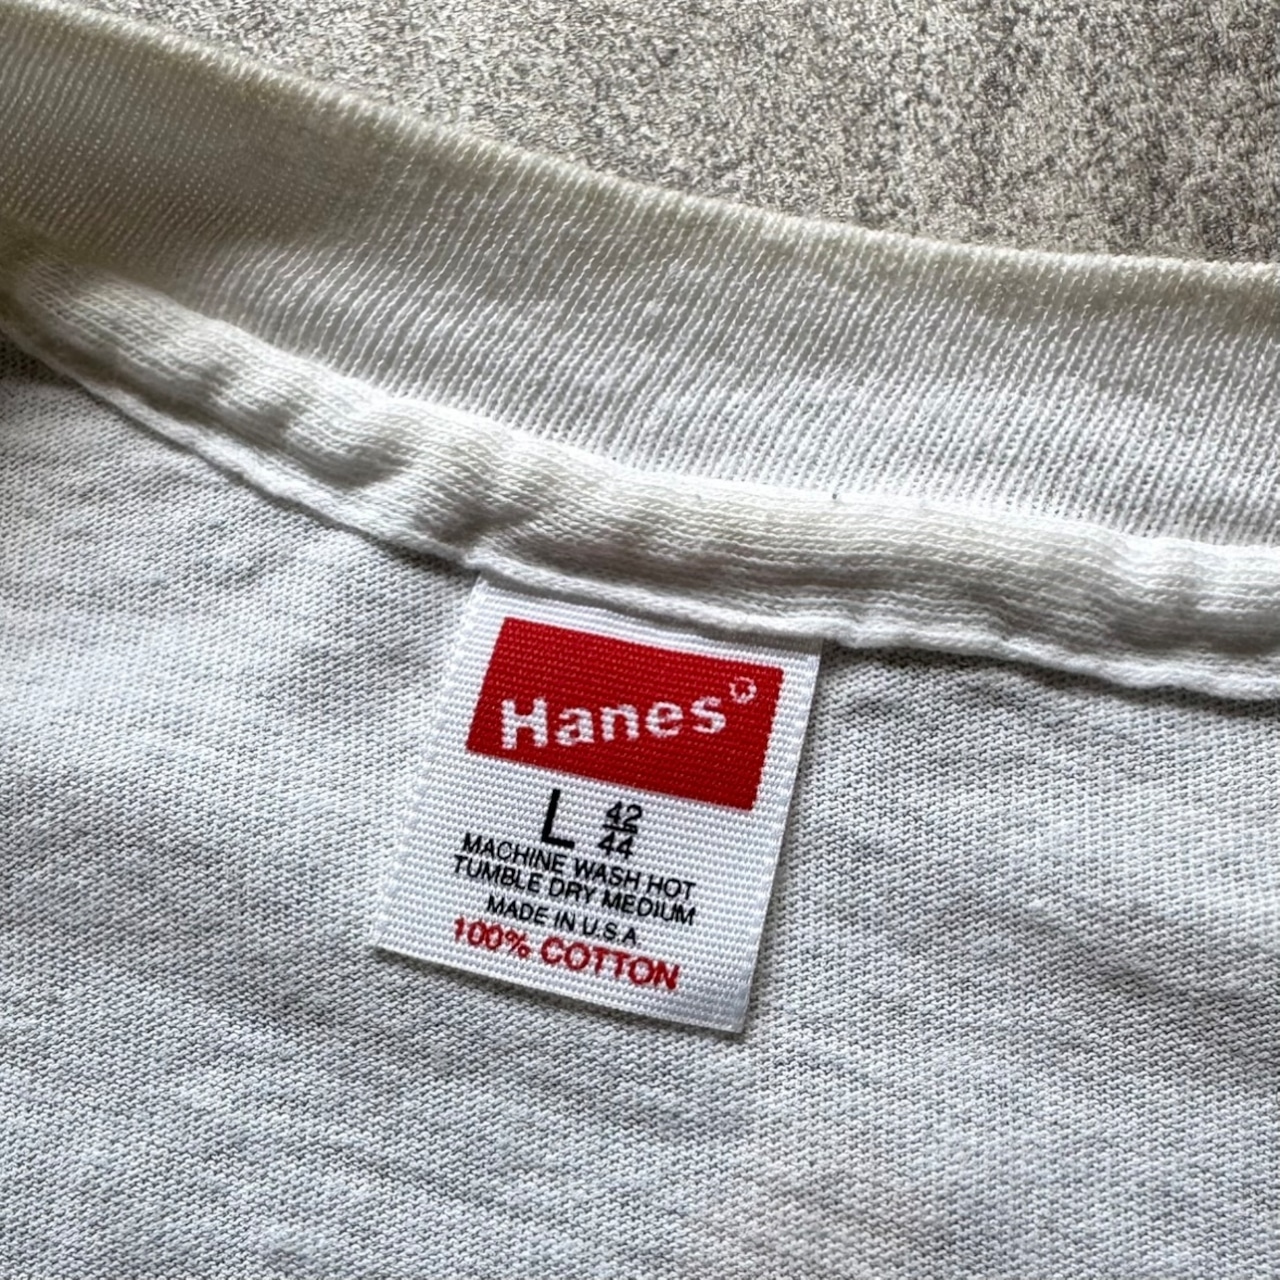 Hanes®
L 42/44
MACHINE WASH HOT
TUMBLE DRY MEDIUM
MADE IN U.S.A.
100% COTTON